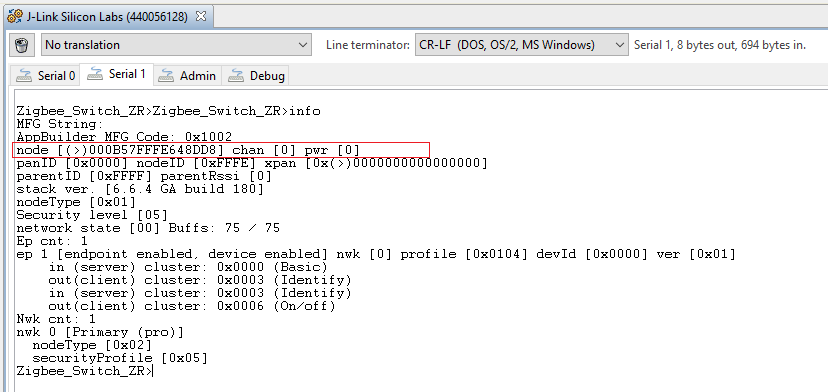 J-Link Silicon Labs (440056128)
No translation Line terminator: CR-LF (DOS, OS/2, MS Windows) Serial 1, 8 bytes out, 694 bytes in.
Serial 0 Serial 1 Admin Debug
Zigbee_Switch_ZR>Zigbee_Switch_ZR>info
MFG String:
AppBuilder MFG Code: 0x1002
node [(>)000B57FFFE648DD8] chan [0] pwr [0]
panID [0x0000] nodeID [0xFFFE] xpan [0x(>)0000000000000000]
parentID [0xFFFF] parentRssi [0]
stack ver. [6.6.4 GA build 180]
nodeType [0x01]
Security level [05]
network state [00] Buffs: 75 / 75
Ep cnt: 1
ep 1 [endpoint enabled, device enabled] nwk [0] profile [0x0104] devId [0x0000] ver [0x01]
in (server) cluster: 0x0000 (Basic)
out(client) cluster: 0x0003 (Identify)
in (server) cluster: 0x0003 (Identify)
out(client) cluster: 0x0006 (On/off)
Nwk cnt: 1
nwk 0 [Primary (pro)]
nodeType [0x02]
securityProfile [0x05]
Zigbee_Switch_ZR>